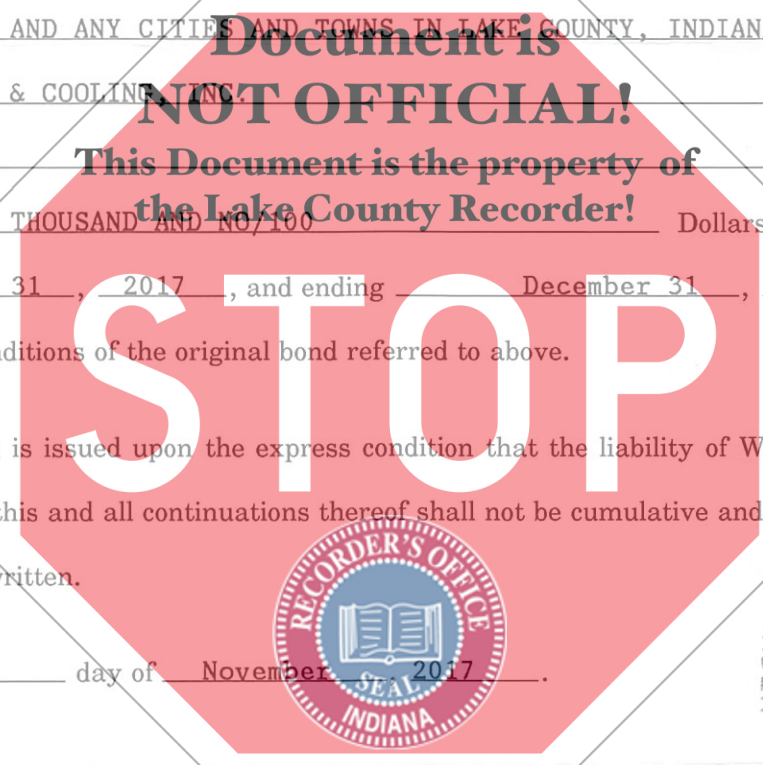 AND ANY CITIES AND TOWNS IN LAKE COUNTY, INDIAN
Document is
& COOLING, INC.
NOT OFFICIAL!
This Document is the property of
the Lake County Recorder!
THOUSAND AND NO/100 Dollars
31, 2017, and ending December 31,
nditions of the original bond referred to above.
STOP
is issued upon the express condition that the liability of W
this and all continuations thereof shall not be cumulative and
written.
day of November, 2017.
RECORDER'S OFFICE
SEAL
INDIANA